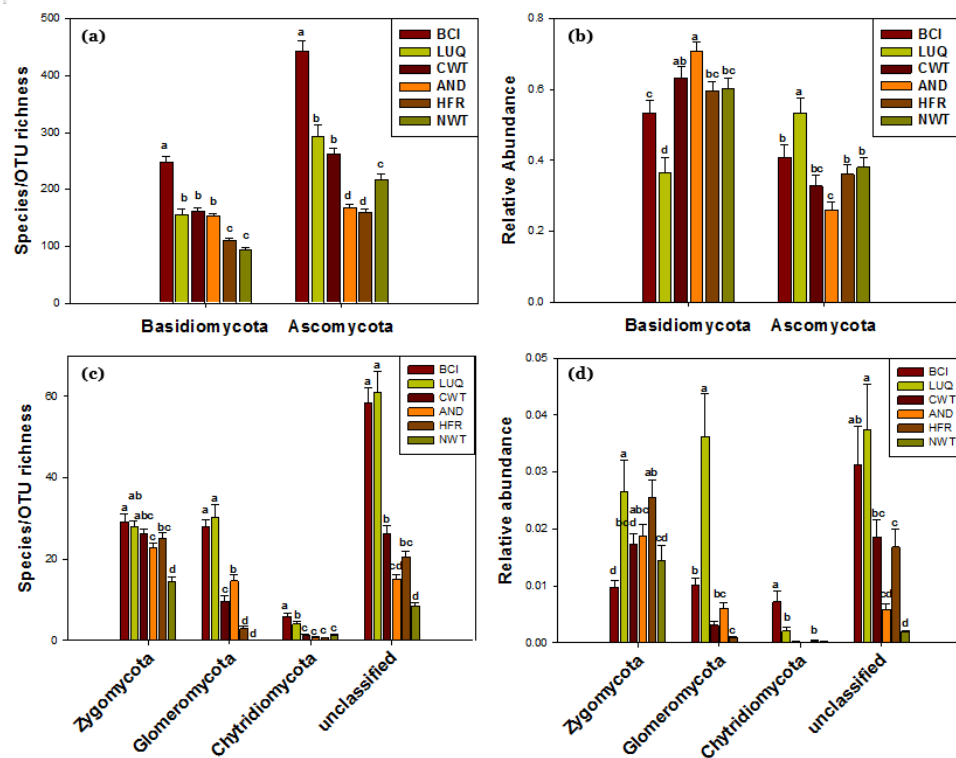 (a)
500
400
300
200
100
0
Species/OTU richness
BCI
LUQ
CWT
AND
HFR
NWT
a b b b c c
a b b d d c
Basidiomycota Ascomycota
(b)
0.8
0.6
0.4
0.2
0.0
Relative Abundance
BCI
LUQ
CWT
AND
HFR
NWT
c d ab a bc bc
b a bc c b b
Basidiomycota Ascomycota
(c)
60
40
20
0
Species/OTU richness
BCI
LUQ
CWT
AND
HFR
NWT
a ab abc c bc d
a a c b d d
a b c c c c
a a b cd bc d
Zygomycota Glomeromycota Chytridiomycota unclassified
(d)
0.05
0.04
0.03
0.02
0.01
0.00
Relative abundance
BCI
LUQ
CWT
AND
HFR
NWT
d a bcd abc ab cd
b a bc c
a b b
ab a bc cd c d
Zygomycota Glomeromycota Chytridiomycota unclassified